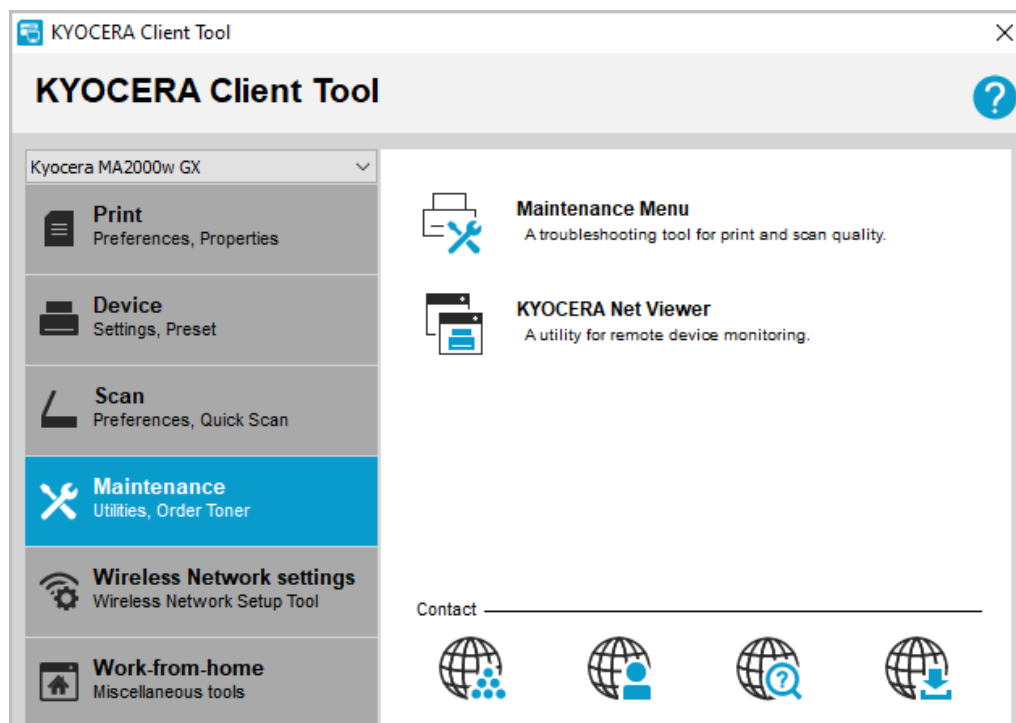 KYOCERA Client Tool
KYOCERA Client Tool
?
Kyocera MA2000w GX
Print
Preferences, Properties
Device
Settings, Preset
Scan
Preferences, Quick Scan
Maintenance
Utilities, Order Toner
Wireless Network settings
Wireless Network Setup Tool
Work-from-home
Miscellaneous tools
Maintenance Menu
A troubleshooting tool for print and scan quality.
KYOCERA Net Viewer
A utility for remote device monitoring.
Contact
?